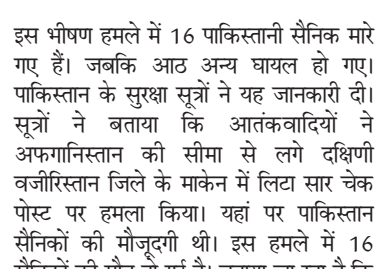 इस भीषण हमले में 16 पाकिस्तानी सैनिक मारे
गए हैं। जबकि आठ अन्य घायल हो गए।
पाकिस्तान के सुरक्षा सूत्रों ने यह जानकारी दी।
सूत्रों ने बताया कि आतंकवादियों ने
अफगानिस्तान की सीमा से लगे दक्षिणी
वजीरिस्तान जिले के माकेन में लिटा सार चेक
पोस्ट पर हमला किया। यहां पर पाकिस्तान
सैनिकों की मौजूदगी थी। इस हमले में 16